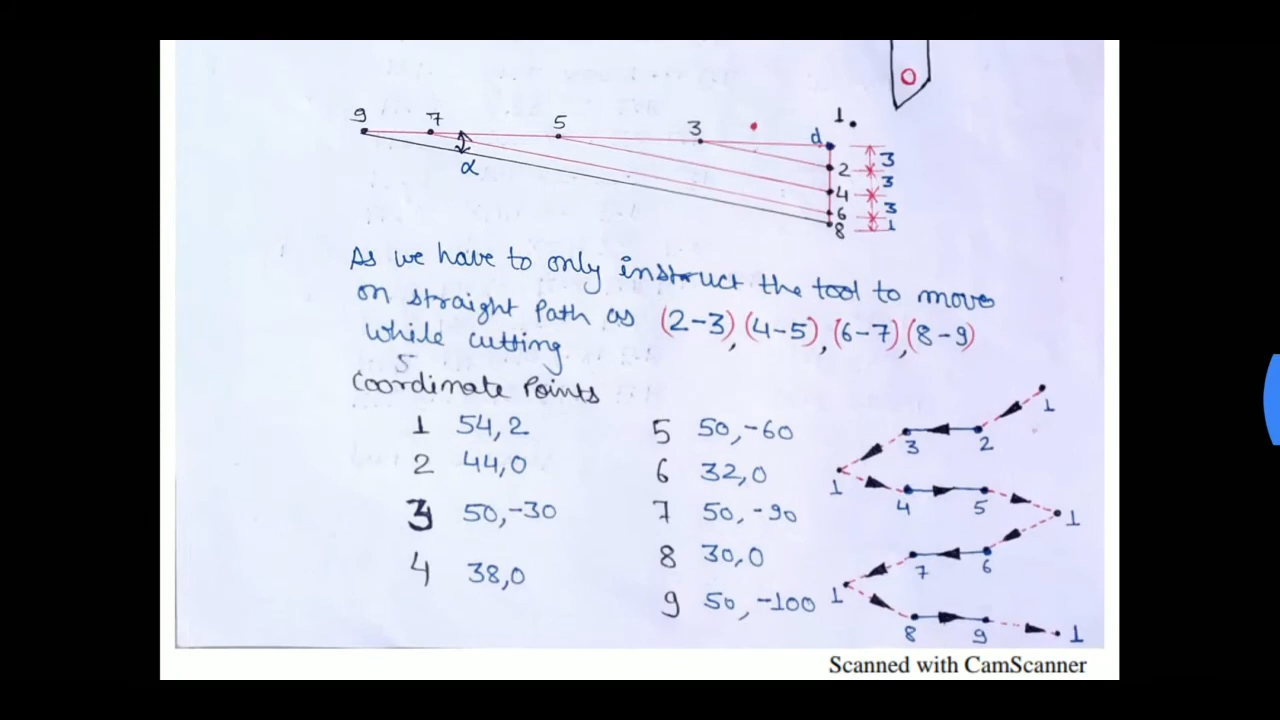 O
9 7 5 3 d 1
α
2 3
4 3
6 3
8 1
As we have to only instruct the tool to move
on straight Path as (2-3), (4-5), (6-7), (8-9)
while cutting
5
Coordinate Points
1 54,2
2 44,0
3 50,-30
4 38,0
5 50,-60
6 32,0
7 50,-90
8 30,0
9 50,-100
1
3 2
1
4 5
1
7 6
1
8 9
1
Scanned with CamScanner